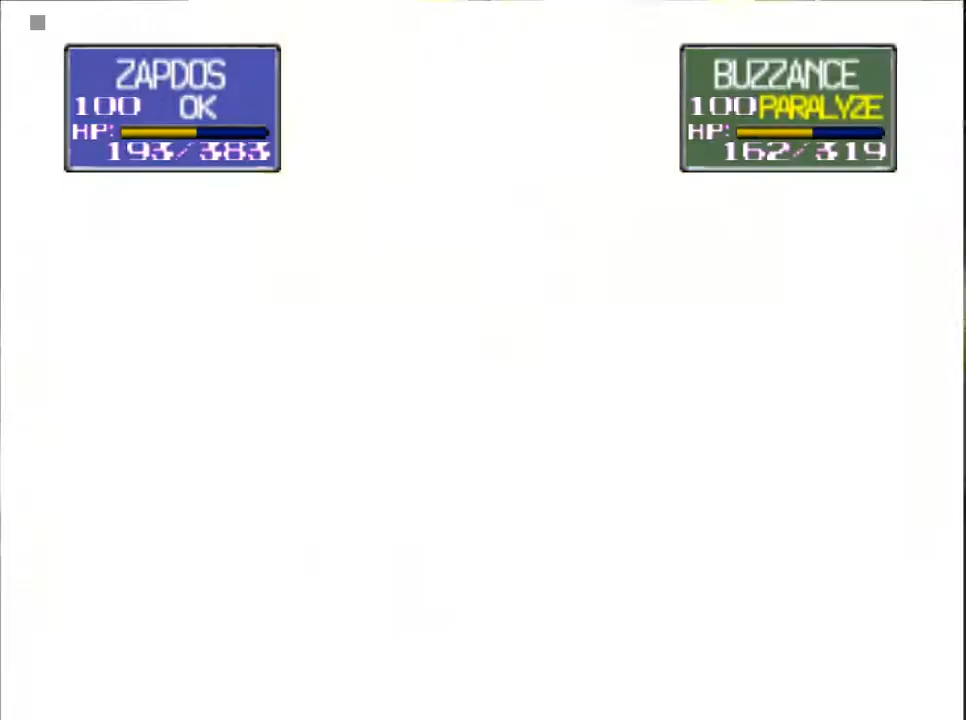 ZAPDOS
100 OK
HP:
193/383
BUZZANCE
100 PARALYZE
HP:
162/319